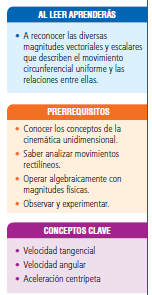 AL LEER APRENDERÁS
• A reconocer las diversas
magnitudes vectoriales y escalares
que describen el movimiento
circunferencial uniforme y las
relaciones entre ellas.
PRERREQUISITOS
• Conocer los conceptos de la
cinemática unidimensional.
• Saber analizar movimientos
rectilíneos.
• Operar algebraicamente con
magnitudes físicas.
• Observar y experimentar.
CONCEPTOS CLAVE
• Velocidad tangencial
• Velocidad angular
• Aceleración centrípeta